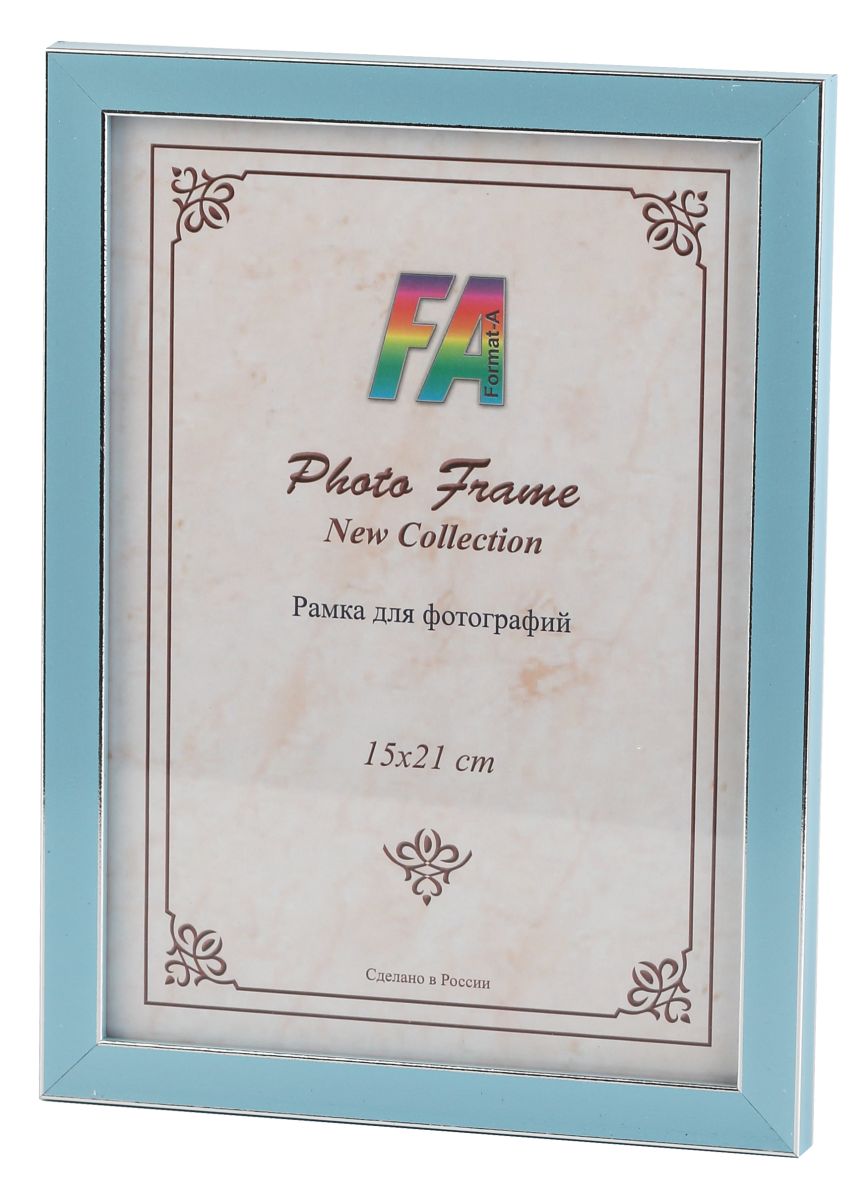 FA
Format-A
Photo Frame
New Collection
Рамка для фотографий
15x21 cm
Сделано в России